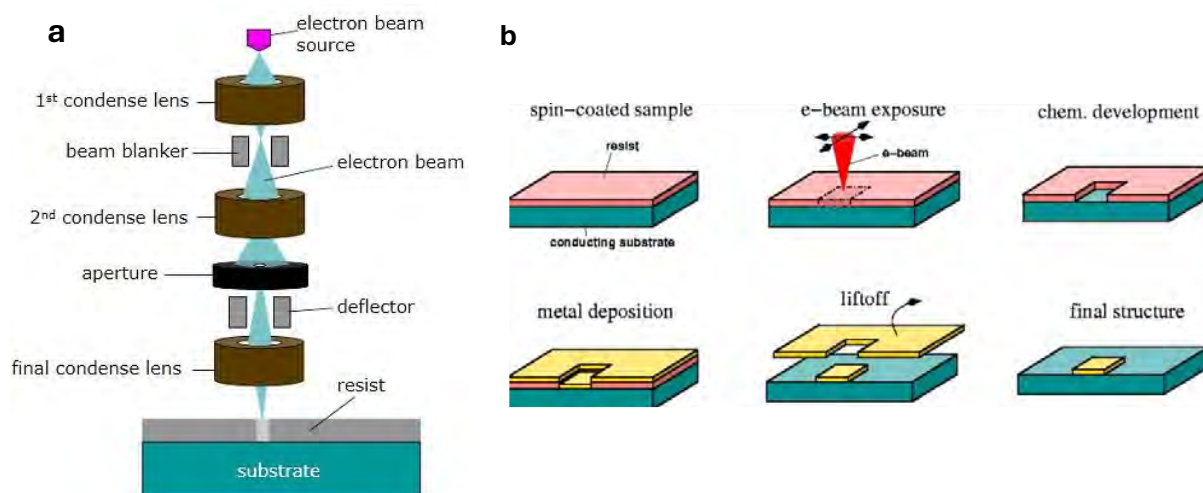 a
electron beam
source
1st condense lens
beam blanker
electron beam
2nd condense lens
aperture
deflector
final condense lens
resist
substrate
b
spin-coated sample
e-beam exposure
chem. development
resist
e-beam
conducting substrate
metal deposition
liftoff
final structure